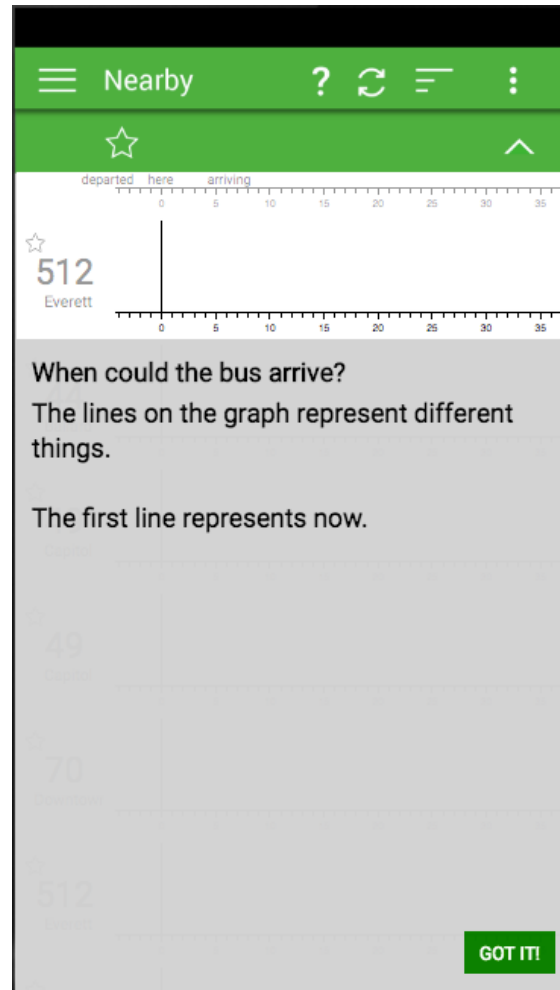 Nearby ?
departed here arriving
0 5 10 15 20 25 30 35
512
Everett
0 5 10 15 20 25 30 35
When could the bus arrive?
The lines on the graph represent different
things.
The first line represents now.
49
Capitol
70
Downtown
512
GOT IT!